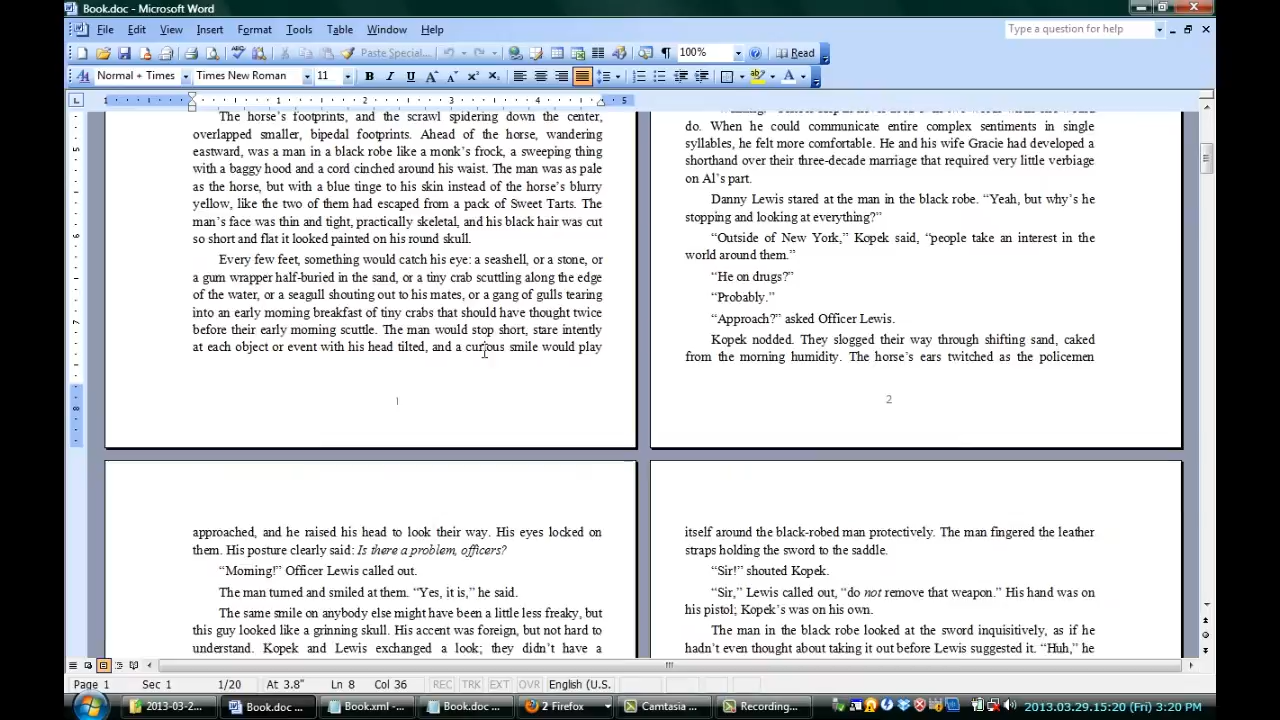 Book.doc - Microsoft Word
File Edit View Insert Format Tools Table Window Help
Type a question for help
Paste Special... 100% Read
Normal + Times Times New Roman 11 B I U
1 1 2 3 4 5
The horse's footprints, and the scrawl spidering down the center,
overlapped smaller, bipedal footprints. Ahead of the horse, wandering
eastward, was a man in a black robe like a monk's frock, a sweeping thing
with a baggy hood and a cord cinched around his waist. The man was as pale
as the horse, but with a blue tinge to his skin instead of the horse's blurry
yellow, like the two of them had escaped from a pack of Sweet Tarts. The
man's face was thin and tight, practically skeletal, and his black hair was cut
so short and flat it looked painted on his round skull.
Every few feet, something would catch his eye: a seashell, or a stone, or
a gum wrapper half-buried in the sand, or a tiny crab scuttling along the edge
of the water, or a seagull shouting out to his mates, or a gang of gulls tearing
into an early morning breakfast of tiny crabs that should have thought twice
before their early morning scuttle. The man would stop short, stare intently
at each object or event with his head tilted, and a curious smile would play
1
do. When he could communicate entire complex sentiments in single
syllables, he felt more comfortable. He and his wife Gracie had developed a
shorthand over their three-decade marriage that required very little verbiage
on Al's part.
Danny Lewis stared at the man in the black robe. “Yeah, but why's he
stopping and looking at everything?”
“Outside of New York,” Kopek said, “people take an interest in the
world around them.”
“He on drugs?”
“Probably.”
“Approach?” asked Officer Lewis.
Kopek nodded. They slogged their way through shifting sand, caked
from the morning humidity. The horse's ears twitched as the policemen
2
approached, and he raised his head to look their way. His eyes locked on
them. His posture clearly said: Is there a problem, officers?
“Morning!” Officer Lewis called out.
The man turned and smiled at them. “Yes, it is,” he said.
The same smile on anybody else might have been a little less freaky, but
this guy looked like a grinning skull. His accent was foreign, but not hard to
understand. Kopek and Lewis exchanged a look; they didn't have a
itself around the black-robed man protectively. The man fingered the leather
straps holding the sword to the saddle.
“Sir!” shouted Kopek.
“Sir,” Lewis called out, “do not remove that weapon.” His hand was on
his pistol; Kopek's was on his own.
The man in the black robe looked at the sword inquisitively, as if he
hadn't even thought about taking it out before Lewis suggested it. “Huh,” he
Page 1 Sec 1 1/20 At 3.8" Ln 8 Col 36 REC TRK EXT OVR English (U.S.
2013-03-2... Book.doc ... Book.xml -... Book.doc ... 2 Firefox Camtasia ... Recording... 2013.03.29.15:20 (Fri) 3:20 PM